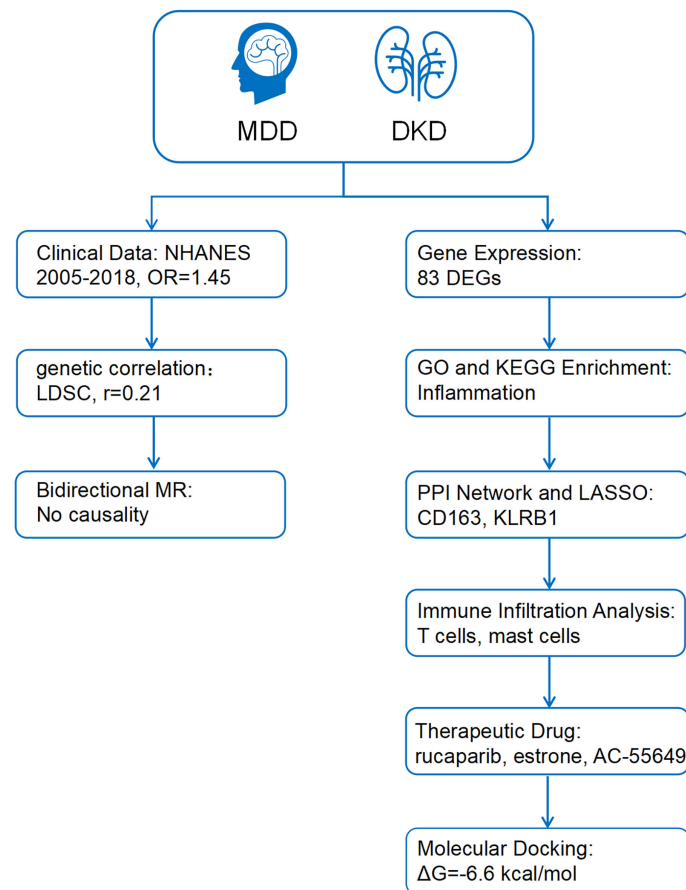 MDD
DKD
Clinical Data: NHANES
2005-2018, OR=1.45
genetic correlation：
LDSC, r=0.21
Bidirectional MR:
No causality
Gene Expression:
83 DEGs
GO and KEGG Enrichment:
Inflammation
PPI Network and LASSO:
CD163, KLRB1
Immune Infiltration Analysis:
T cells, mast cells
Therapeutic Drug:
rucaparib, estrone, AC-55649
Molecular Docking:
ΔG=-6.6 kcal/mol